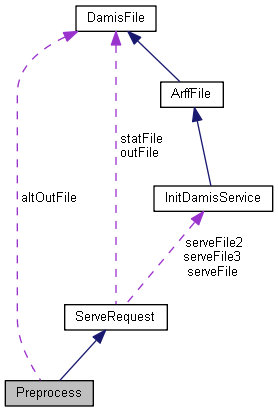 DamisFile
ArffFile
statFile
outFile
altOutFile
InitDamisService
serveFile2
serveFile3
serveFile
ServeRequest
Preprocess